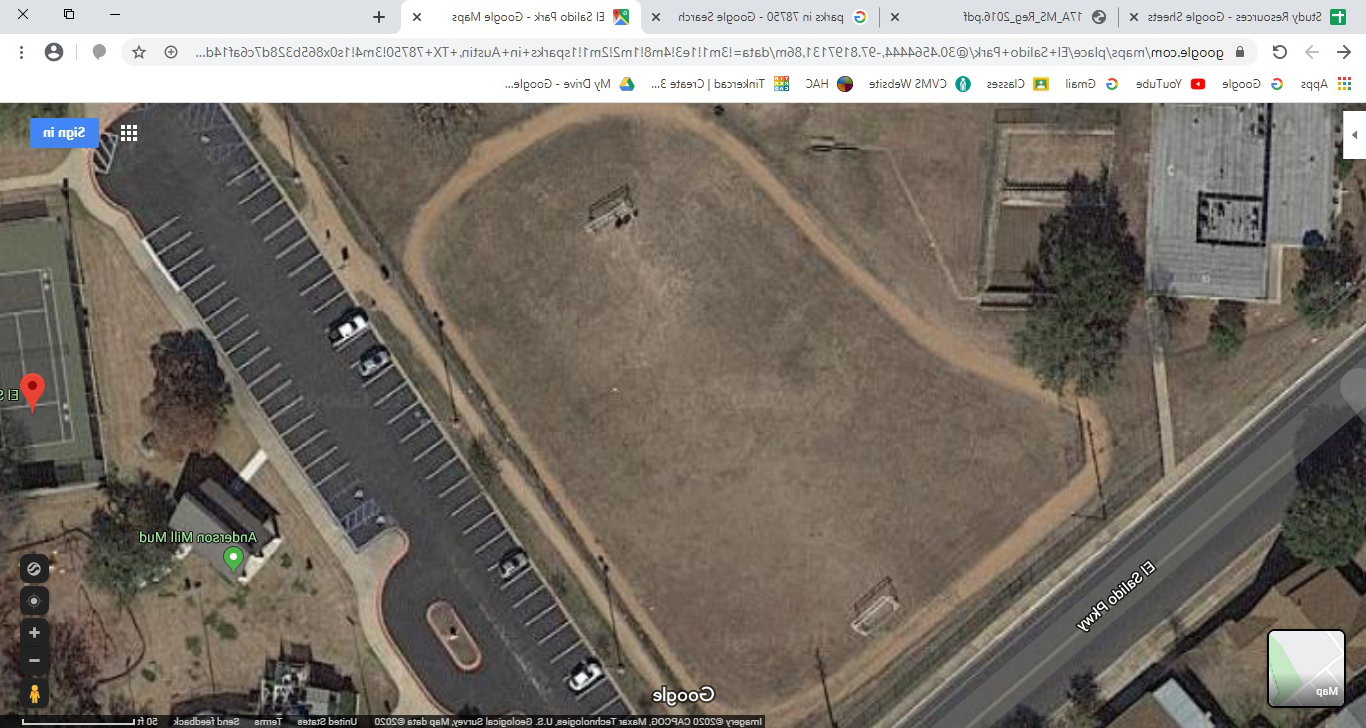 Study Resources - Google Sheets
17A_MS_Reg_2016.pdf
parks in 78750 - Google Search
El Salido Park - Google Maps
google.com/maps/place/El+Salido+Park/@30.4564444,-97.8197131,86m/data=!3m1!1e3!4m8!1m2!2m1!1sparks+in+Austin,+TX+78750!3m4!1s0x865b328d7c6af14d1...
Apps
Google
YouTube
Gmail
Classes
CVMS Website
HAC
Tinkercad | Create 3...
My Drive - Google...
Sign in
El S
Anderson Mill Mud
El Salido Pkwy
Google
Map
Imagery ©2020 CAPCOG, Maxar Technologies, U.S. Geological Survey, Map data ©2020
United States
Terms
Send feedback
50 ft